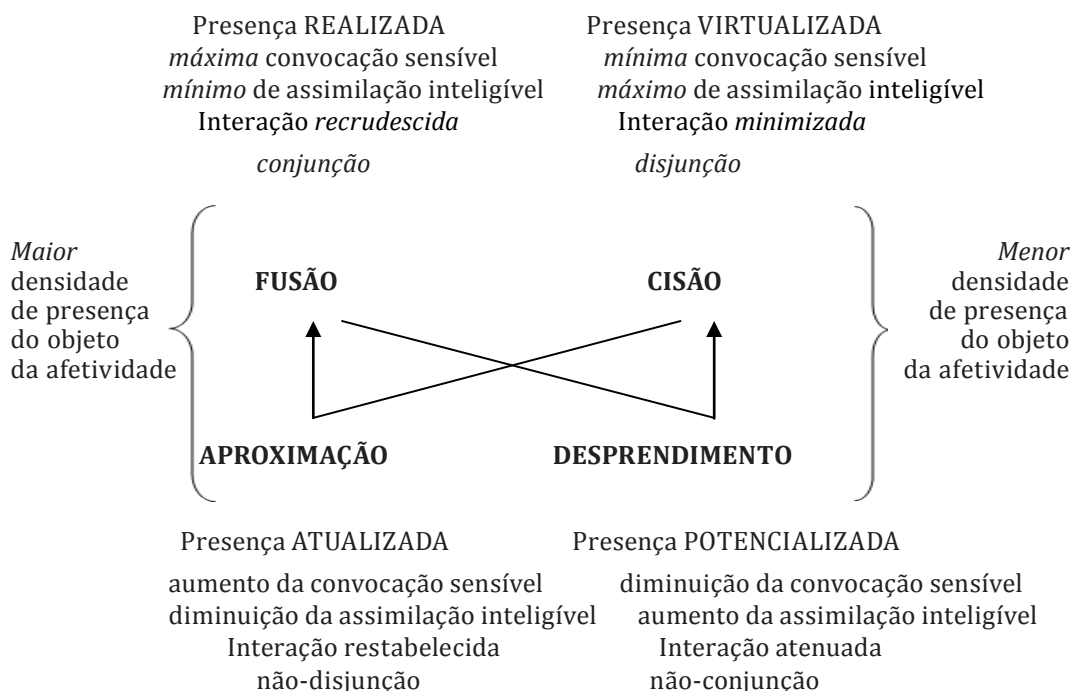 Presença REALIZADA
máxima convocação sensível
mínimo de assimilação inteligível
Interação recrudescida
conjunção
Presença VIRTUALIZADA
mínima convocação sensível
máximo de assimilação inteligível
Interação minimizada
disjunção
Maior
densidade
de presença
do objeto
da afetividade
FUSÃO
CISÃO
Menor
densidade
de presença
do objeto
da afetividade
APROXIMAÇÃO
DESPRENDIMENTO
Presença ATUALIZADA
aumento da convocação sensível
diminuição da assimilação inteligível
Interação restabelecida
não-disjunção
Presença POTENCIALIZADA
diminuição da convocação sensível
aumento da assimilação inteligível
Interação atenuada
não-conjunção